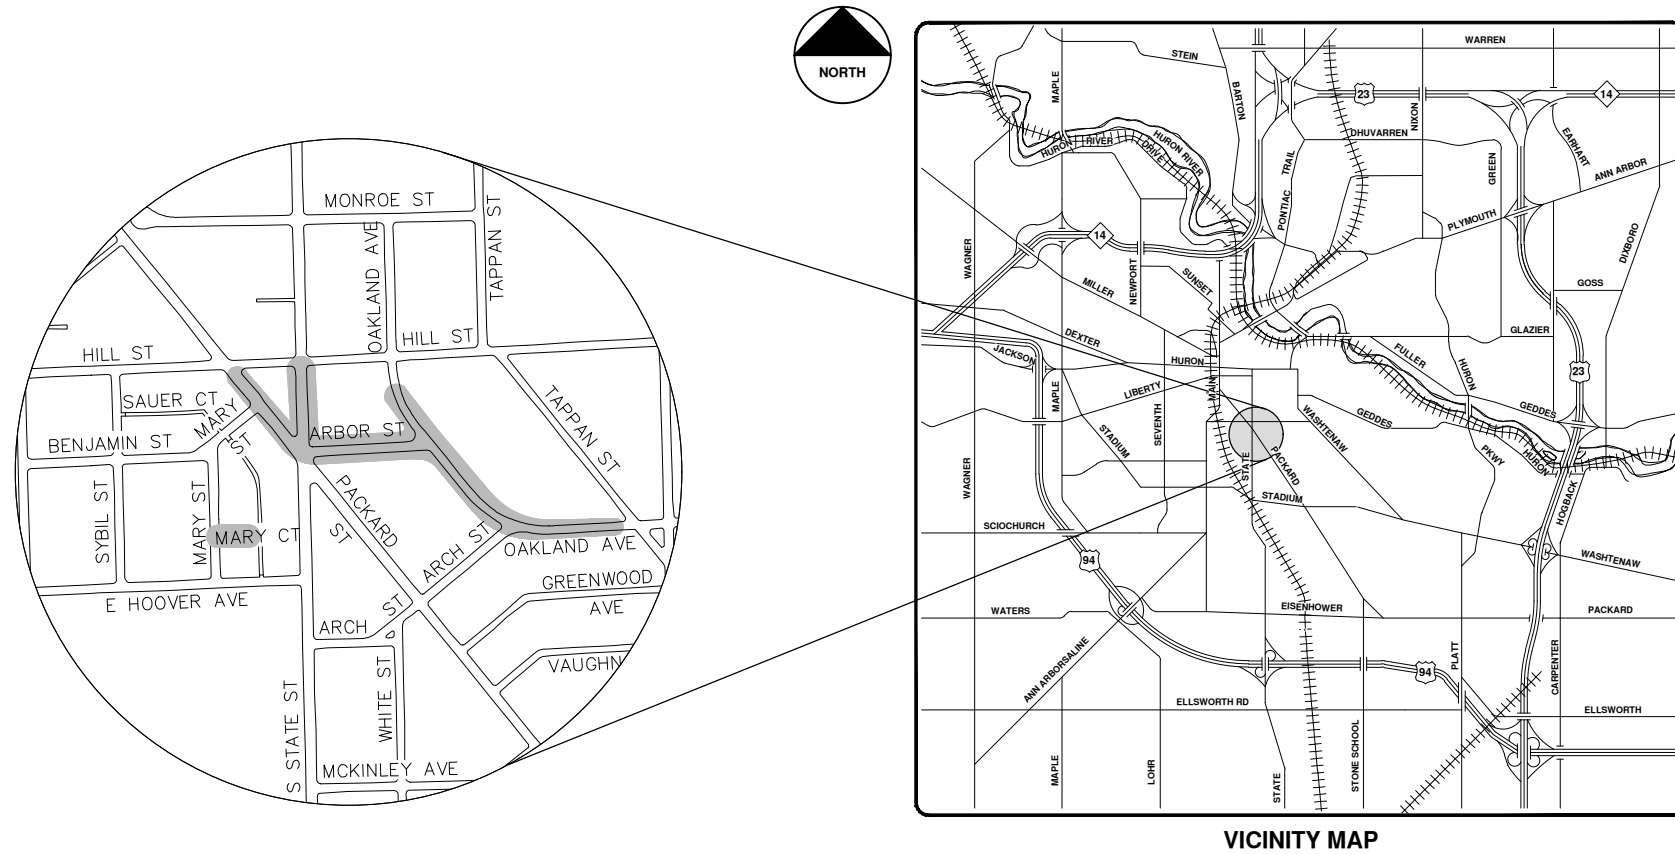 NORTH
MONROE ST
TAPPAN ST
OAKLAND AVE
HILL ST
HILL ST
SAUER CT
MARY
ST
BENJAMIN ST
ARBOR ST
TAPPAN ST
SYBIL ST
MARY ST
MARY CT
PACKARD
ST
ARCH ST
OAKLAND AVE
GREENWOOD
AVE
E HOOVER AVE
ARCH
ST
VAUGHN
WHITE ST
S STATE ST
MCKINLEY AVE
WARREN
STEIN
MAPLE
BARTON
23
NIXON
14
HURON
RIVER
DRIVE
HURON RIVER
DHUVARREN
EARHART
GREEN
ANN ARBOR
TRAIL
PONTIAC
PLYMOUTH
DIXBORO
14
WAGNER
NEWPORT
SUNSET
MILLER
GOSS
DEXTER
GLAZIER
JACKSON
HURON
FULLER
HURON
23
LIBERTY
MAIN
MAPLE
SEVENTH
STADIUM
WASHTENAW
GEDDES
GEDDES
PKWY
HURON
STATE
PACKARD
WAGNER
STADIUM
HOGBACK
SCIOCHURCH
94
WASHTENAW
WATERS
EISENHOWER
PACKARD
ANN ARBORSALINE
PLATT
CARPENTER
94
ELLSWORTH RD
ELLSWORTH
MAPLE
LOHR
STATE
STONE SCHOOL
VICINITY MAP